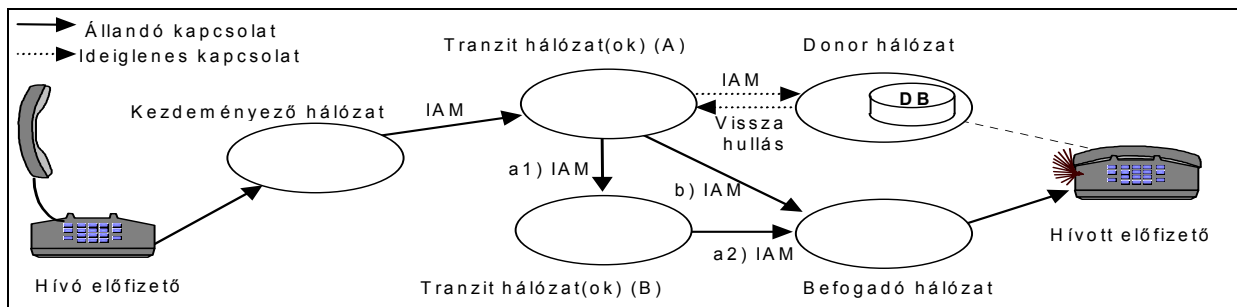 Állandó kapcsolat
Ideiglenes kapcsolat
Tranzit hálózat(ok) (A)
Donor hálózat
IAM
DB
Kezdeményező hálózat
IAM
Vissza
hullás
a1) IAM
b) IAM
a2) IAM
Hívott előfizető
Hívó előfizető
Tranzit hálózat(ok) (B)
Befogadó hálózat